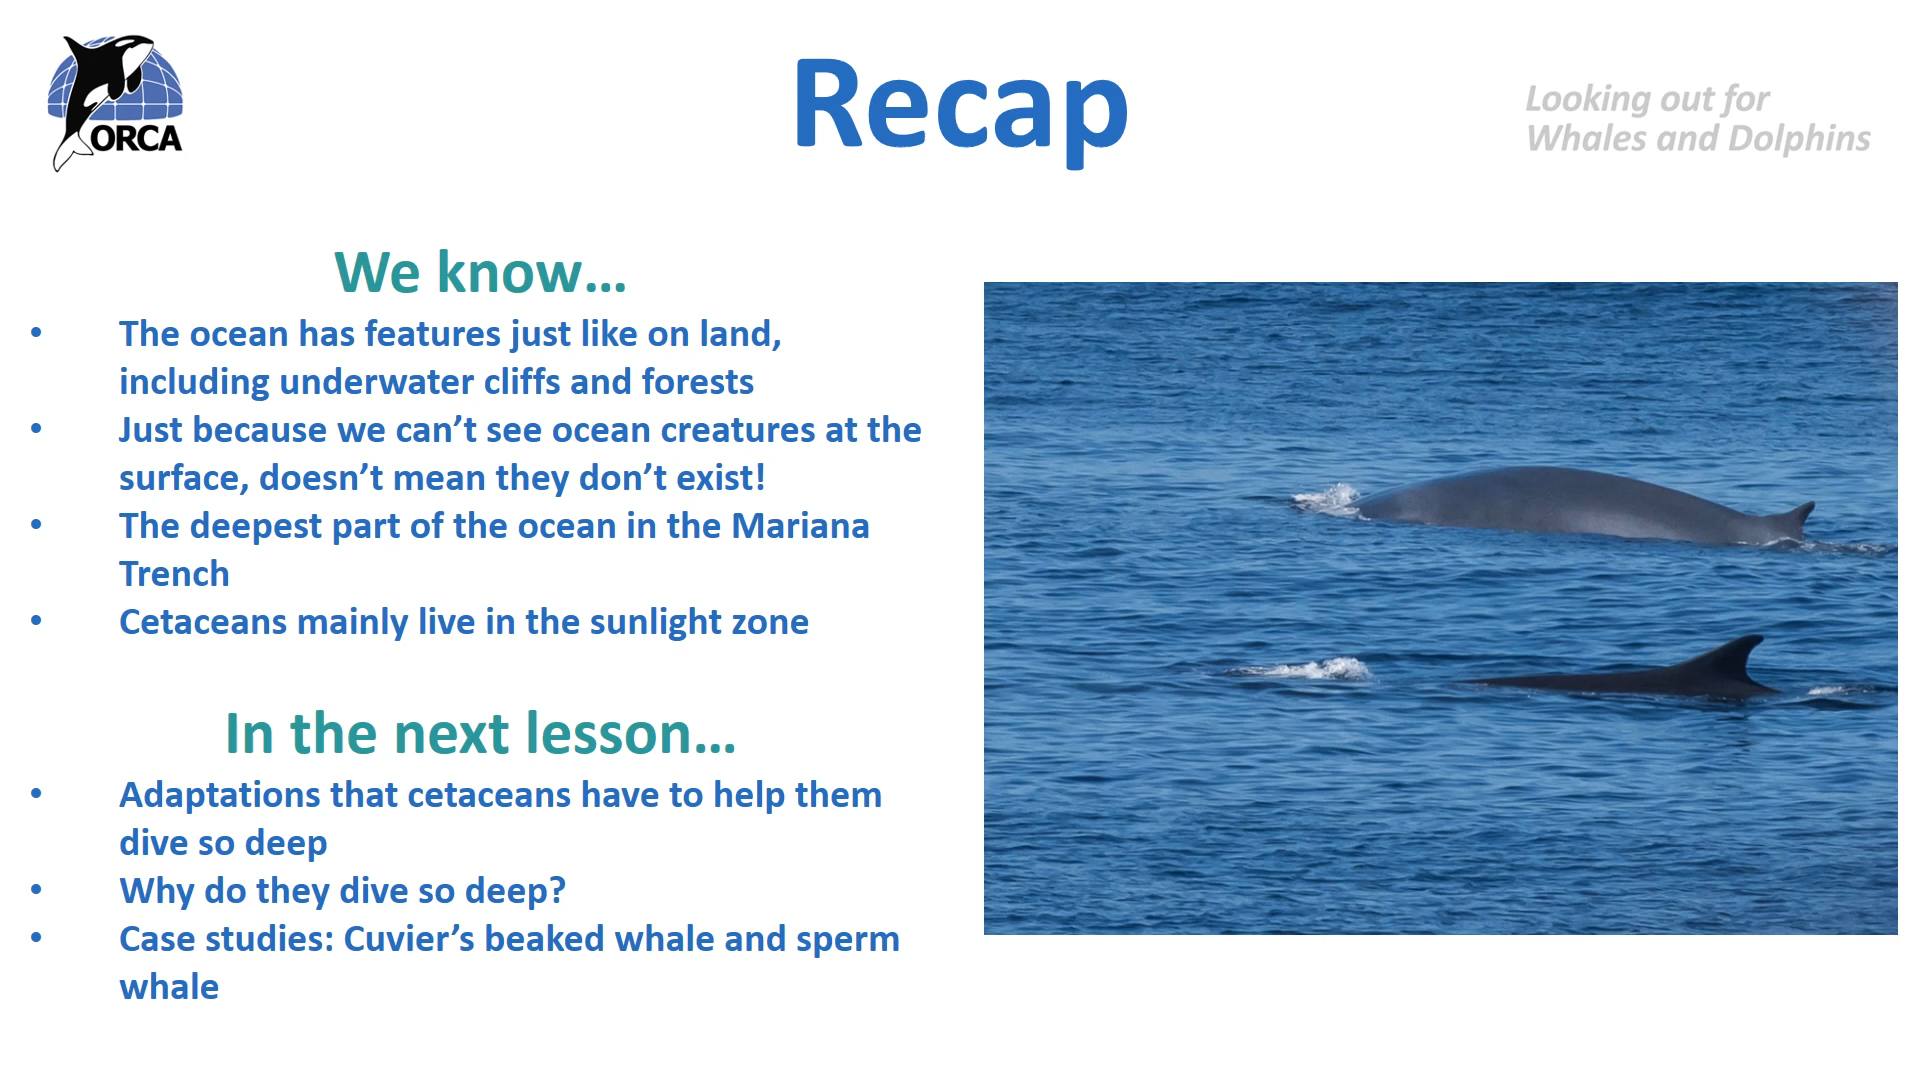 ORCA
Recap
Looking out for
Whales and Dolphins
We know...
• The ocean has features just like on land,
including underwater cliffs and forests
• Just because we can’t see ocean creatures at the
surface, doesn’t mean they don’t exist!
• The deepest part of the ocean in the Mariana
Trench
• Cetaceans mainly live in the sunlight zone
In the next lesson...
• Adaptations that cetaceans have to help them
dive so deep
• Why do they dive so deep?
• Case studies: Cuvier’s beaked whale and sperm
whale